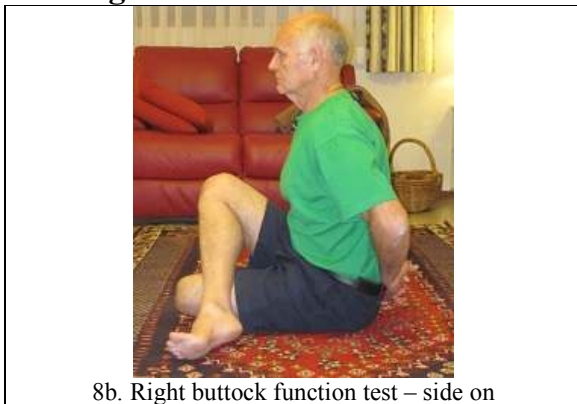 8b. Right buttock function test – side on